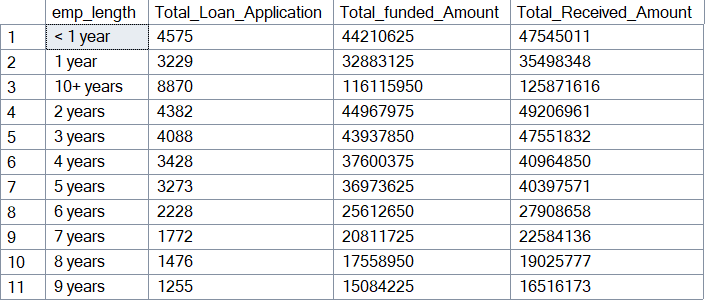 emp_length Total_Loan_Application Total_funded_Amount Total_Received_Amount
1 < 1 year 4575 44210625 47545011
2 1 year 3229 32883125 35498348
3 10+ years 8870 116115950 125871616
4 2 years 4382 44967975 49206961
5 3 years 4088 43937850 47551832
6 4 years 3428 37600375 40964850
7 5 years 3273 36973625 40397571
8 6 years 2228 25612650 27908658
9 7 years 1772 20811725 22584136
10 8 years 1476 17558950 19025777
11 9 years 1255 15084225 16516173